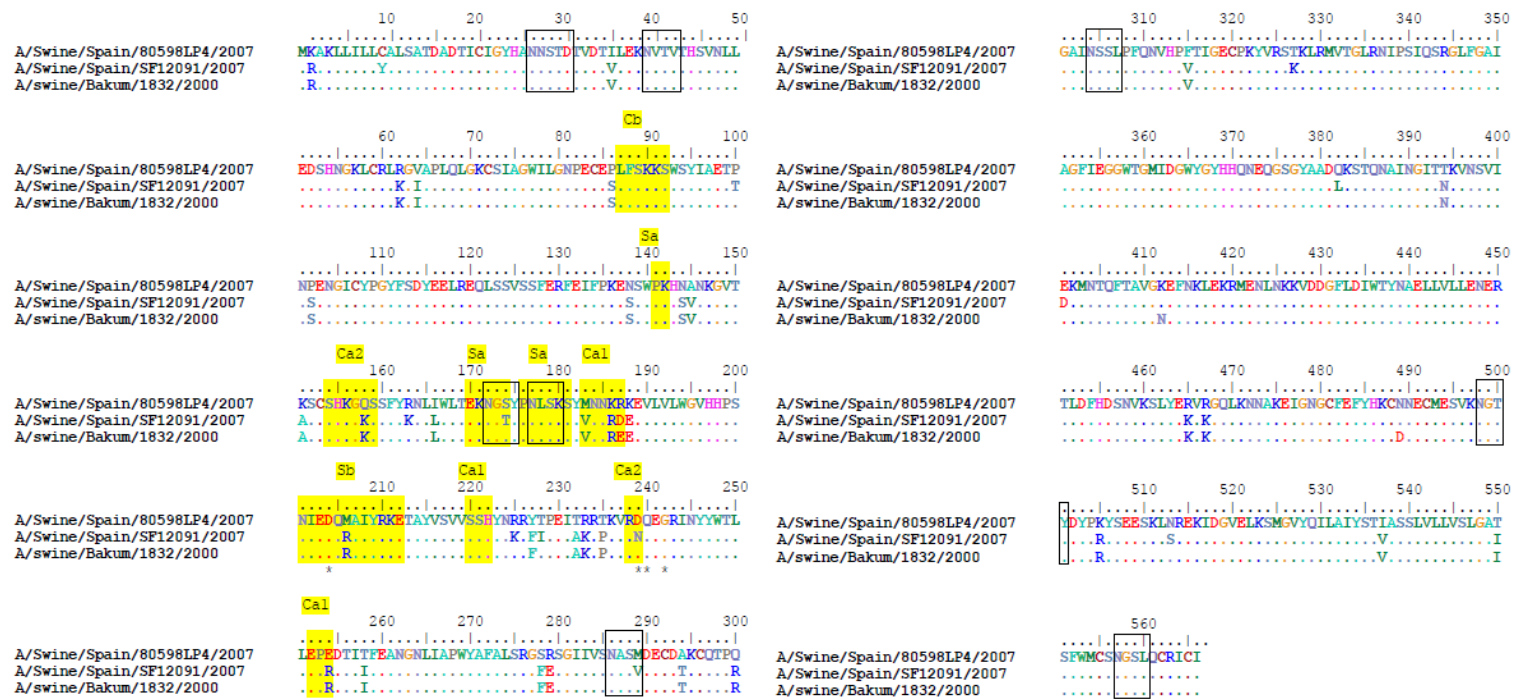 10 20 30 40 50
....|....|....|....|....|....|....|....|....|....|
A/Swine/Spain/80598LP4/2007 MKAKLLILLCALSATDADTICIGYHANNSTDTVDTILEKNVTVTHSVNLL
A/Swine/Spain/SF12091/2007 .R.......Y.........................V..............
A/swine/Bakum/1832/2000 .R.................................V..............
Cb
60 70 80 90 100
....|....|....|....|....|....|....|....|....|....|
A/Swine/Spain/80598LP4/2007 EDSHNGKLCRLRGVAPLQLGKCSIAGWILGNPECEPLFSKKSWSYIAETP
A/Swine/Spain/SF12091/2007 ...........K.I.....................S.............T
A/swine/Bakum/1832/2000 ...........K.I.....................S..............
Sa
110 120 130 140 150
....|....|....|....|....|....|....|....|....|....|
A/Swine/Spain/80598LP4/2007 NPENGICYPGYFSDYEELREQLSSVSSFERFEIFPKENSWPKHNANKGVT
A/Swine/Spain/SF12091/2007 .S...................................S.....SV.....
A/swine/Bakum/1832/2000 .S...................................S.....SV.....
Ca2 Sa Sa Ca1
160 170 180 190 200
....|....|....|....|....|....|....|....|....|....|
A/Swine/Spain/80598LP4/2007 KSCSHKGQSSFYRNLIWLTEKNGSYPNLSKSYMNNKRKEVLVLWGVHHPS
A/Swine/Spain/SF12091/2007 A......K....K..L.......T........V..RDE............
A/swine/Bakum/1832/2000 A......K.......L................V..REE............
Sb Ca1 Ca2
210 220 230 240 250
....|....|....|....|....|....|....|....|....|....|
A/Swine/Spain/80598LP4/2007 NIEDQMAIYRKETAYVSVVSSHYNRRYTPEITRRTKVRDQEGRINYYWTL
A/Swine/Spain/SF12091/2007 .....R..................K.FI...AK.P...N...........
A/swine/Bakum/1832/2000 .....R....................F....AK.P...............
* ** *
Ca1
260 270 280 290 300
....|....|....|....|....|....|....|....|....|....|
A/Swine/Spain/80598LP4/2007 LEPEDTITFEANGNLIAPWYAFALSRGSRSGIIVSNASMDECDAKCQTPQ
A/Swine/Spain/SF12091/2007 ...R...I...................FE.........V....T.....R
A/swine/Bakum/1832/2000 ...R...I...................FE..............T.....R
310 320 330 340 350
....|....|....|....|....|....|....|....|....|....|
A/Swine/Spain/80598LP4/2007 GAINSSLPFQNVHPFTIGECPKYVRSTKLRMVTGLRNIPSIQSRGLFGAI
A/Swine/Spain/SF12091/2007 ..............V...........K.......................
A/swine/Bakum/1832/2000 ..............V...................................
360 370 380 390 400
....|....|....|....|....|....|....|....|....|....|
A/Swine/Spain/80598LP4/2007 AGFIEGGWTGMIDGWYGYHHQNEQGSGYAADQKSTQNAINGITTKVNSVI
A/Swine/Spain/SF12091/2007 ...............................L...........N......
A/swine/Bakum/1832/2000 ...........................................N......
410 420 430 440 450
....|....|....|....|....|....|....|....|....|....|
A/Swine/Spain/80598LP4/2007 EKMNTQFTAVGKEFNKLEKRMENLNKKVDDGFLDIWTYNAELLVLLENER
A/Swine/Spain/SF12091/2007 D.................................................
A/swine/Bakum/1832/2000 ...........N......................................
460 470 480 490 500
....|....|....|....|....|....|....|....|....|....|
A/Swine/Spain/80598LP4/2007 TLDFHDSNVKSLYERVRGQLKNNAKEIGNGCFEFYHKCNNECMESVKNGT
A/Swine/Spain/SF12091/2007 ..............K.K.................................
A/swine/Bakum/1832/2000 ..............K.K.....................D...........
510 520 530 540 550
....|....|....|....|....|....|....|....|....|....|
A/Swine/Spain/80598LP4/2007 YDYPKYSEESKLNREKIDGVELKSMGVYQILAIYSTIASSLVLLVSLGAT
A/Swine/Spain/SF12091/2007 ....R.......N.......................V............I
A/swine/Bakum/1832/2000 ....R...............................V............I
560
....|....|....|.
A/Swine/Spain/80598LP4/2007 SFWMCSNGSLQCRICI
A/Swine/Spain/SF12091/2007 ................
A/swine/Bakum/1832/2000 ................